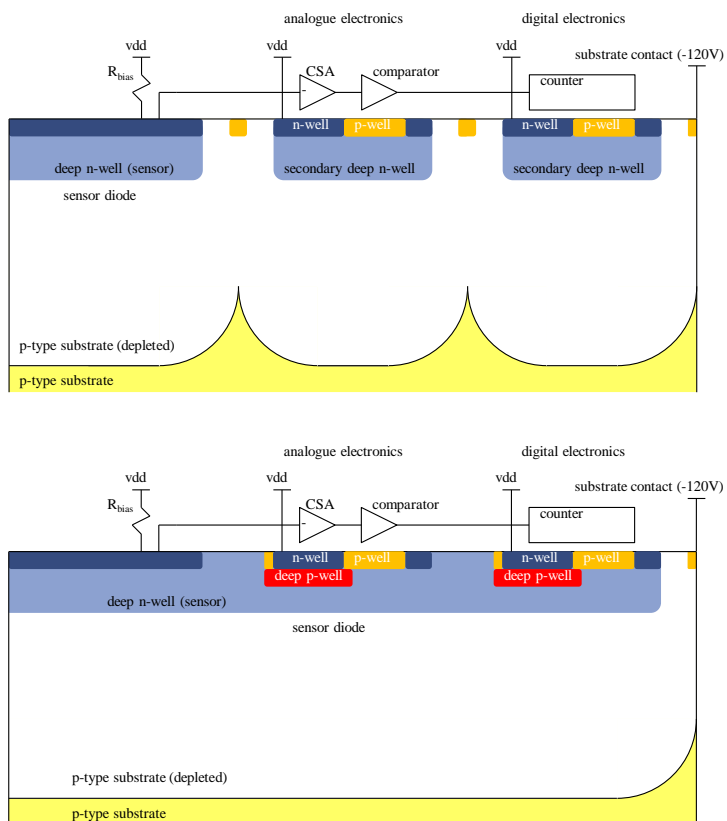 analogue electronics digital electronics
vdd vdd vdd substrate contact (-120V)
Rbias CSA comparator counter
-
n-well p-well n-well p-well
deep n-well (sensor) secondary deep n-well secondary deep n-well
sensor diode
p-type substrate (depleted)
p-type substrate
analogue electronics digital electronics
vdd vdd vdd substrate contact (-120V)
Rbias CSA comparator counter
-
n-well p-well n-well p-well
deep p-well deep p-well
deep n-well (sensor)
sensor diode
p-type substrate (depleted)
p-type substrate